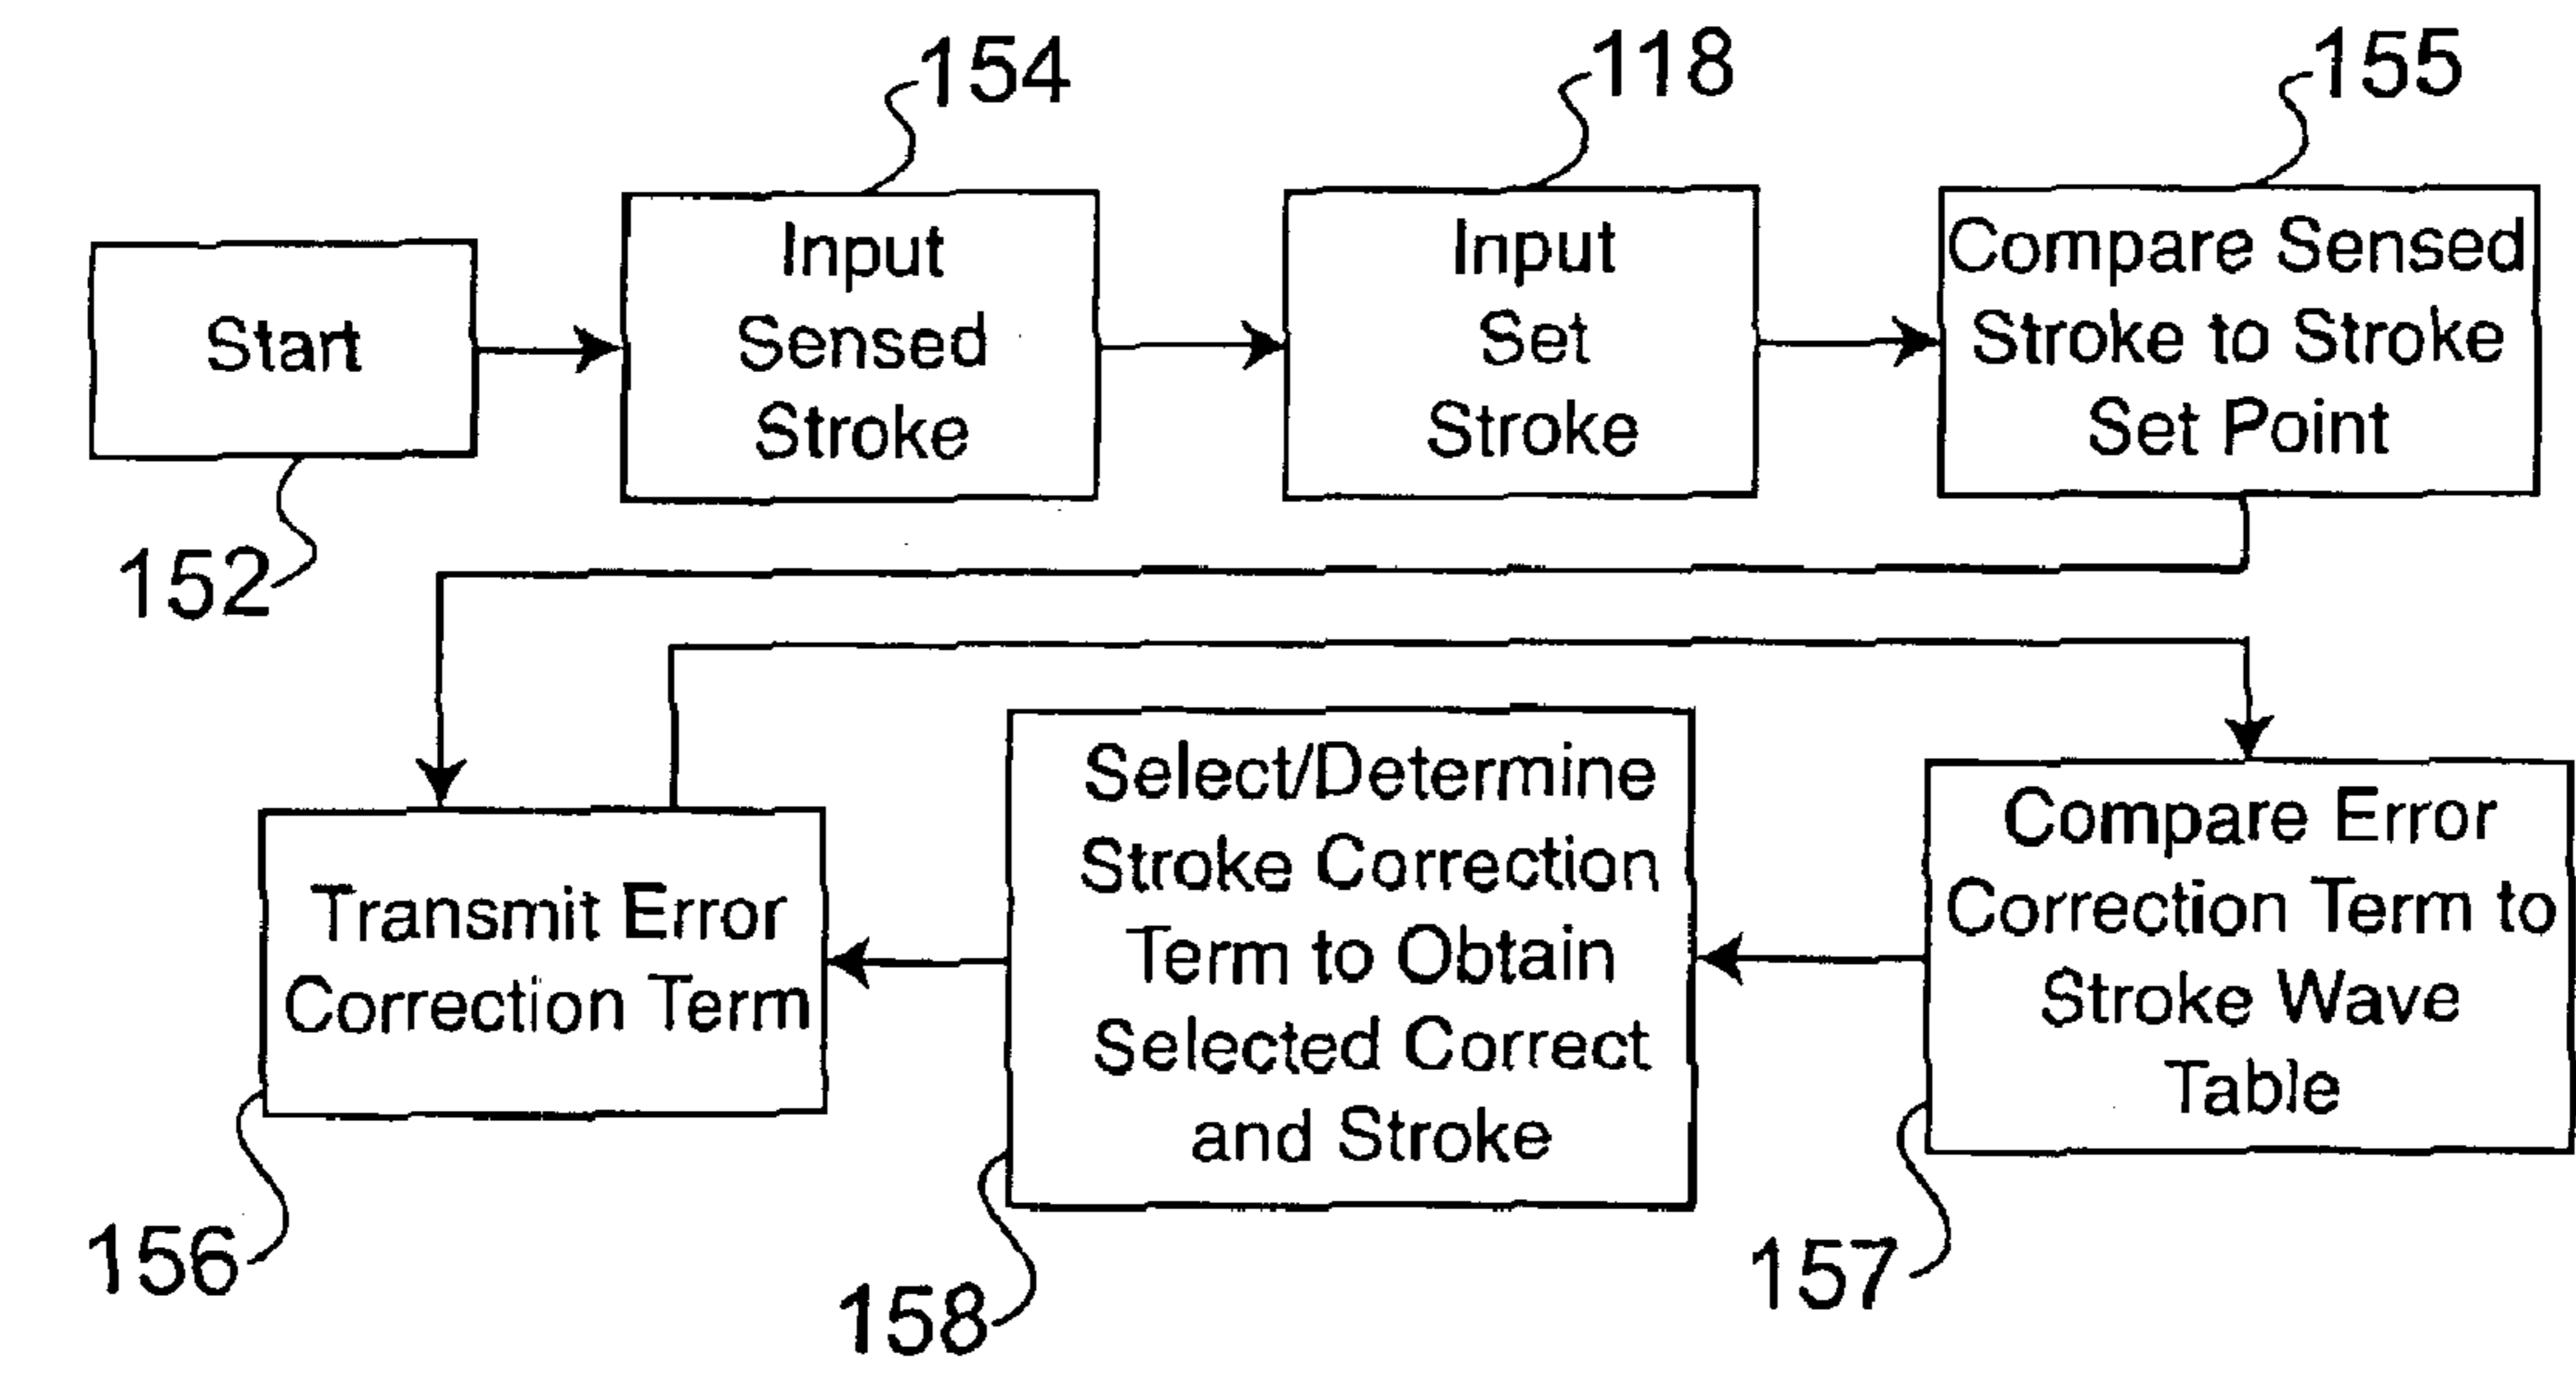 154
118
155
Start
Input
Sensed
Stroke
Input
Set
Stroke
Compare Sensed
Stroke to Stroke
Set Point
152
Transmit Error
Correction Term
Select/Determine
Stroke Correction
Term to Obtain
Selected Correct
and Stroke
Compare Error
Correction Term to
Stroke Wave
Table
156
158
157